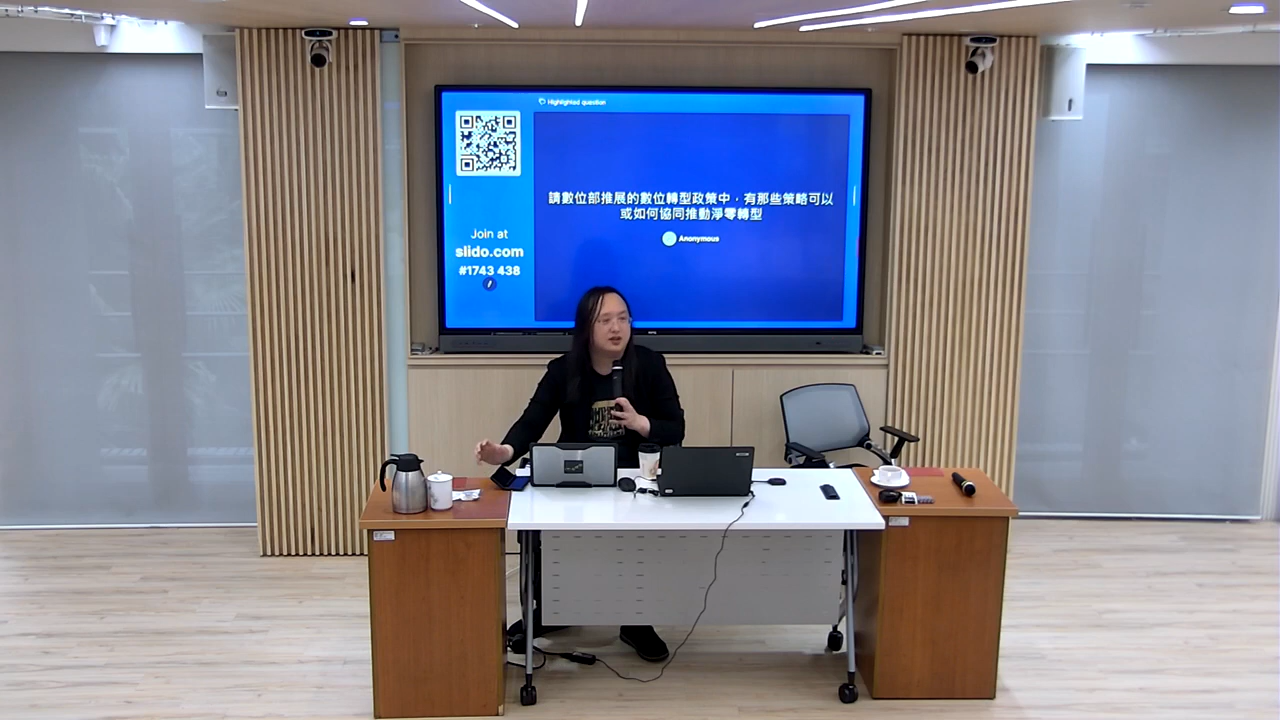 Highlighted question
請數位部推展的數位轉型政策中，有那些策略可以
或如何協同推動淨零轉型
Anonymous
Join at
slido.com
#1743 438